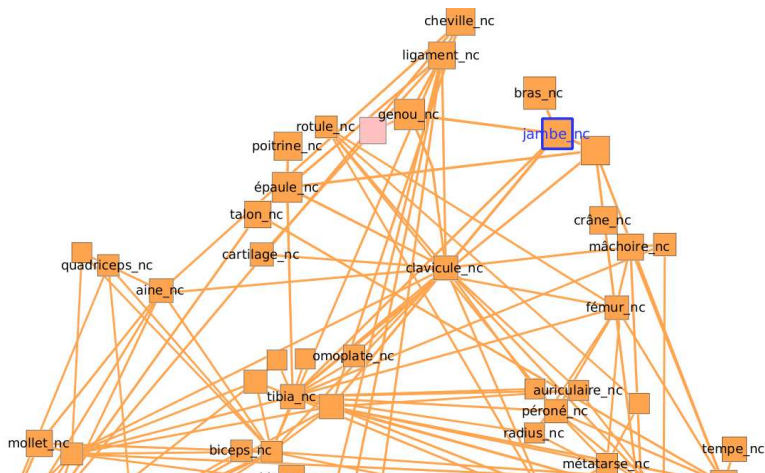 cheville_nc
ligament_nc
bras_nc
genou_nc
rotule_nc
jambe_nc
poitrine_nc
épaule_nc
talon_nc
crâne_nc
mâchoire_nc
cartilage_nc
quadriceps_nc
clavicule_nc
aine_nc
fémur_nc
omoplate_nc
auriculaire_nc
tibia_nc
péroné_nc
radius_nc
mollet_nc
biceps_nc
tempe_nc
métatarse_nc